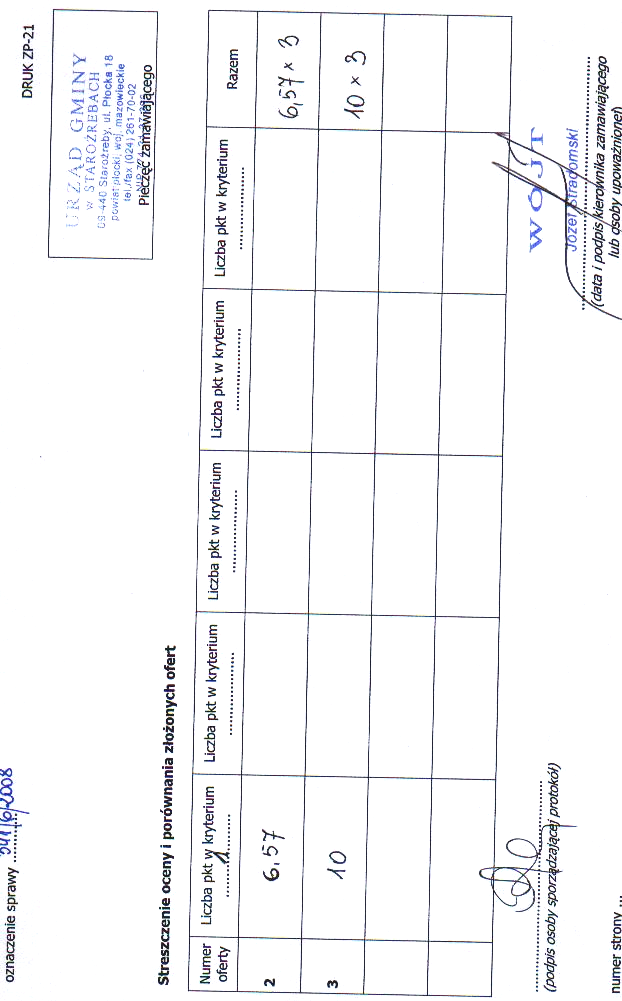 DRUK ZP-21
oznaczenie sprawy 341/6/2008
URZĄD GMINY
w STAROŹREBACH
09-440 Staroźreby, ul. Płocka 18
powiat płocki, woj. mazowieckie
tel./fax (024) 261-70-02
Pieczęć zamawiającego
Streszczenie oceny i porównania złożonych ofert
Numer oferty | Liczba pkt w kryterium ....1.... | Liczba pkt w kryterium ............ | Liczba pkt w kryterium ............ | Liczba pkt w kryterium ............ | Liczba pkt w kryterium ............ | Razem
2 | 6,57 | 6,57 x 3
3 | 10 | 10 x 3
WÓJT
Józef Stradomski
(podpis osoby sporządzającej protokół)
(data i podpis kierownika zamawiającego
lub osoby upoważnionej)
numer strony ...